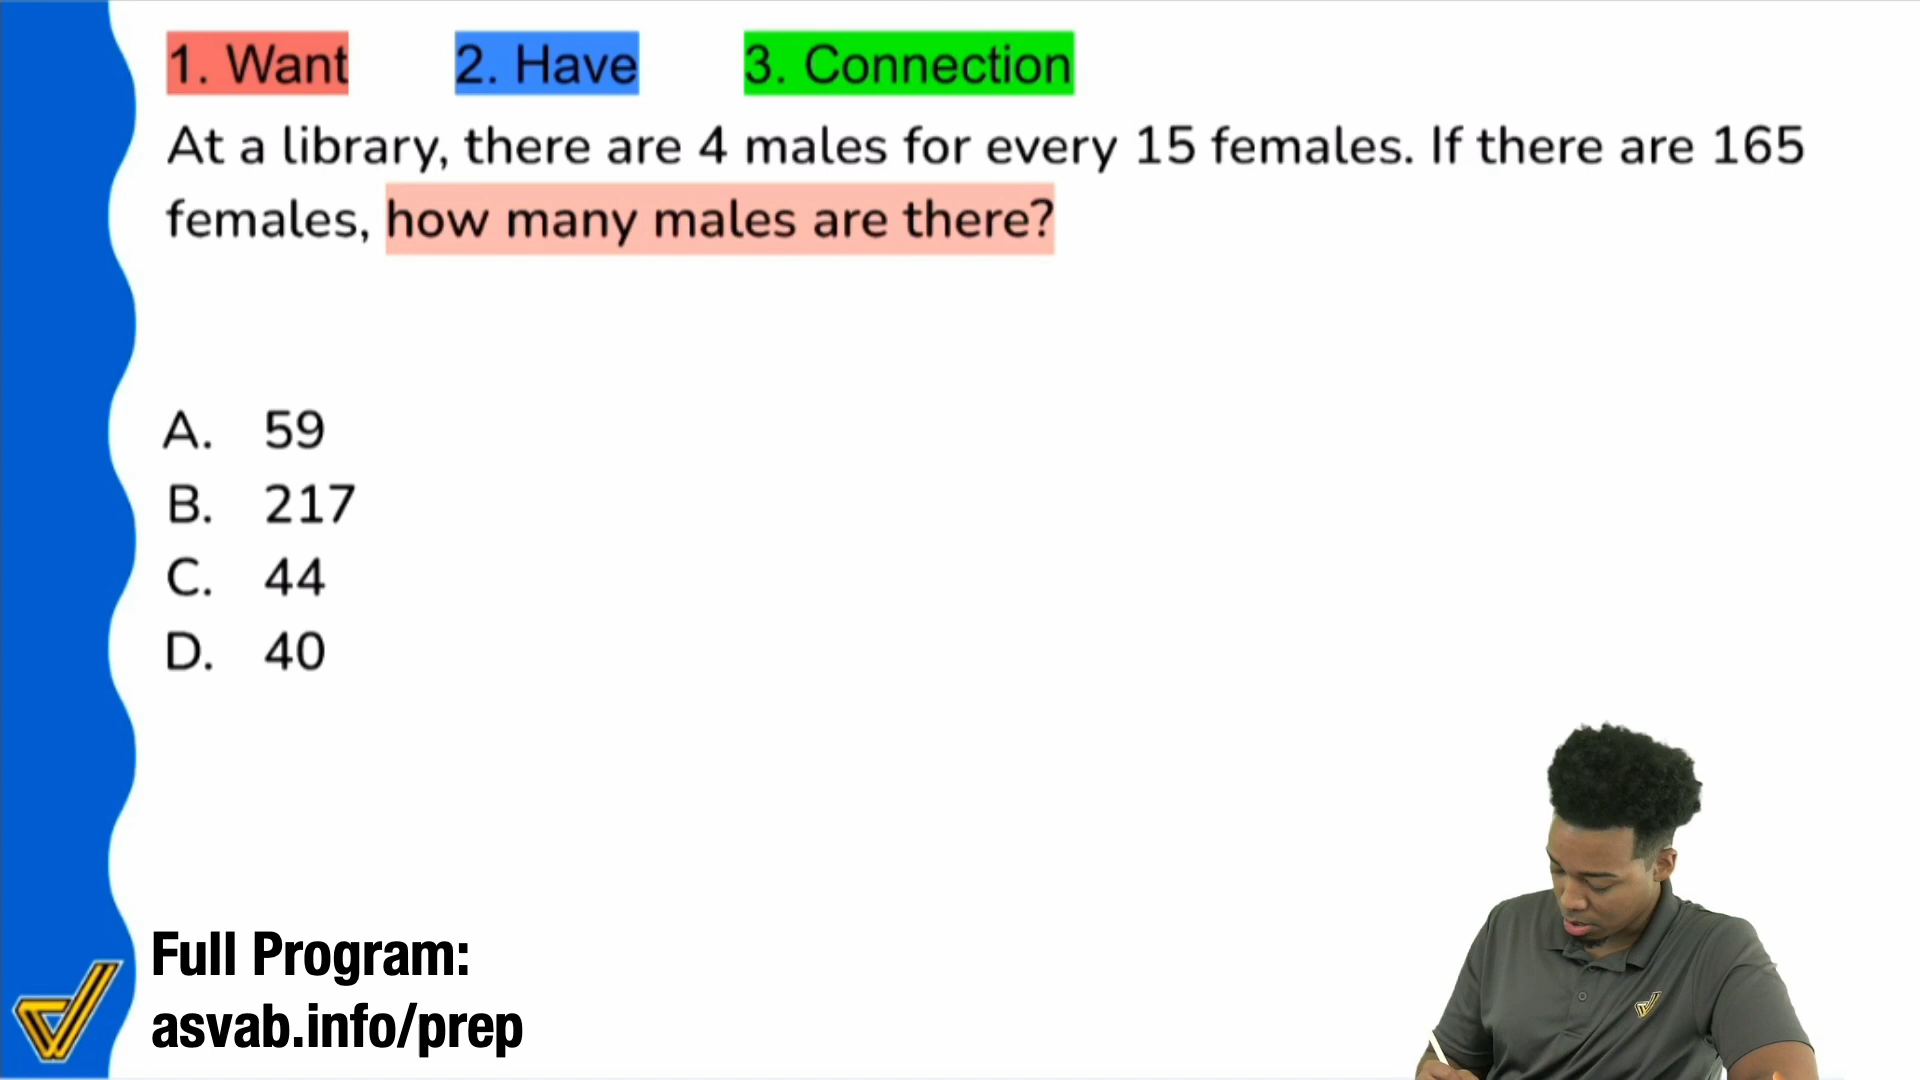 1. Want 2. Have 3. Connection
At a library, there are 4 males for every 15 females. If there are 165
females, how many males are there?
A. 59
B. 217
C. 44
D. 40
Full Program:
asvab.info/prep